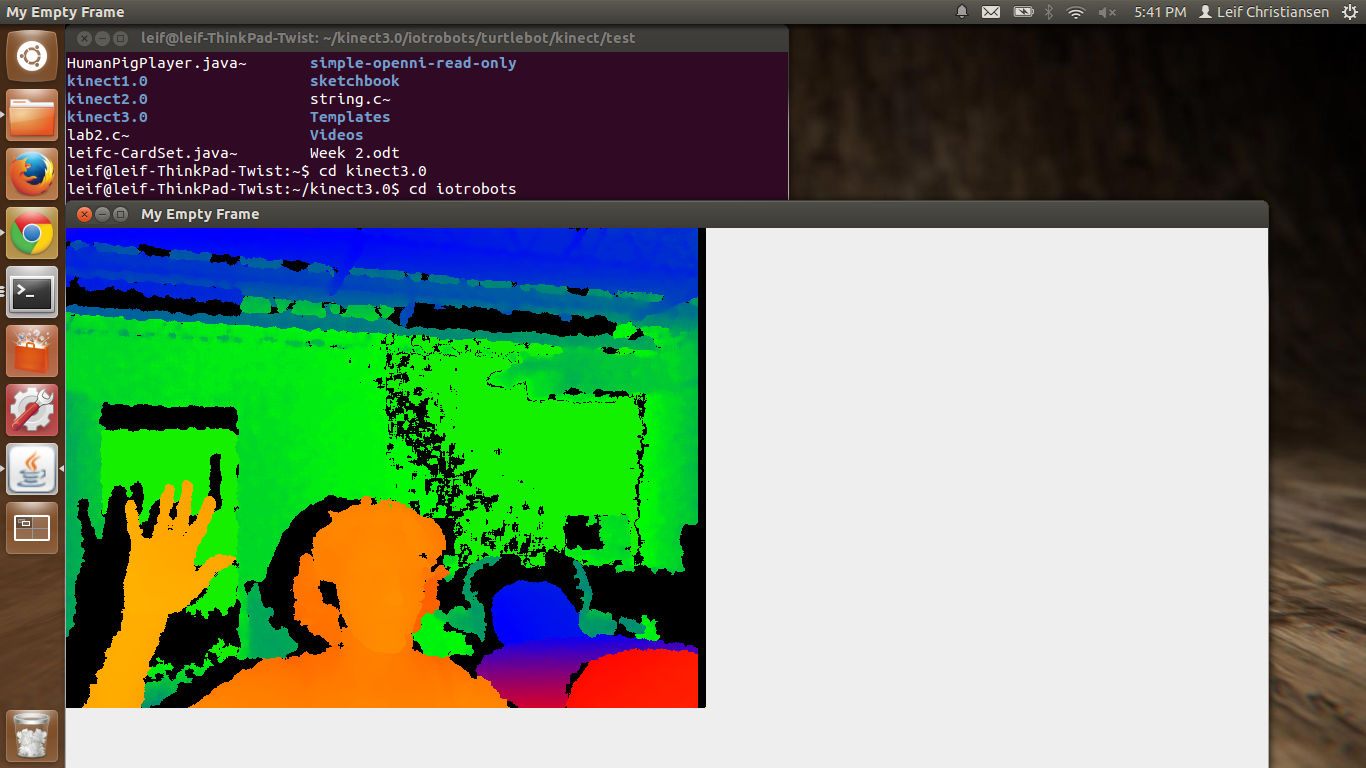 My Empty Frame 5:41 PM Leif Christiansen
leif@leif-ThinkPad-Twist: ~/kinect3.0/iotrobots/turtlebot/kinect/test
HumanPigPlayer.java~ simple-openni-read-only
kinect1.0 sketchbook
kinect2.0 string.c~
kinect3.0 Templates
lab2.c~ Videos
leifc-CardSet.java~ Week 2.odt
leif@leif-ThinkPad-Twist:~$ cd kinect3.0
leif@leif-ThinkPad-Twist:~/kinect3.0$ cd iotrobots
My Empty Frame